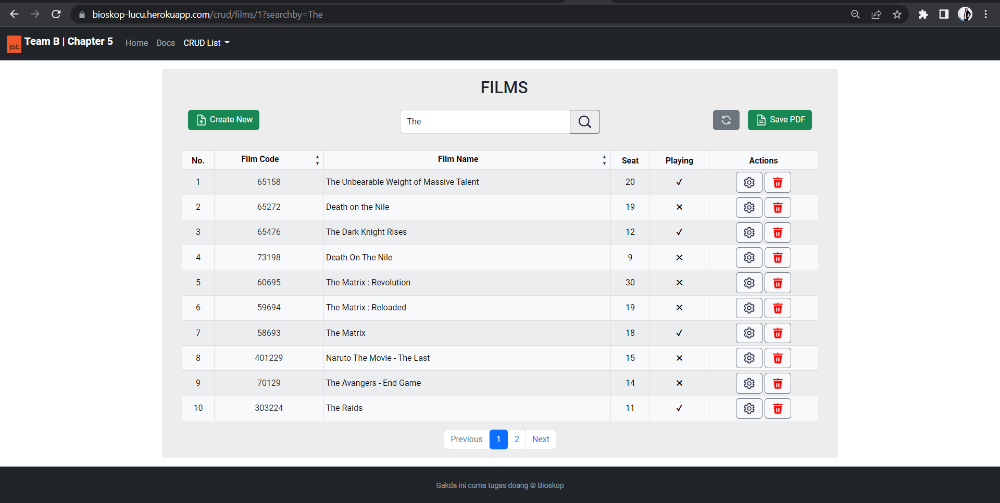 bioskop-lucu.herokuapp.com/crud/films/1?searchby=The
1St Team B | Chapter 5 Home Docs CRUD List
FILMS
Create New The Save PDF
No. Film Code Film Name Seat Playing Actions
1 65158 The Unbearable Weight of Massive Talent 20 ✓
2 65272 Death on the Nile 19 ✕
3 65476 The Dark Knight Rises 12 ✓
4 73198 Death On The Nile 9 ✕
5 60695 The Matrix : Revolution 30 ✕
6 59694 The Matrix : Reloaded 19 ✕
7 58693 The Matrix 18 ✓
8 401229 Naruto The Movie - The Last 15 ✕
9 70129 The Avangers - End Game 14 ✕
10 303224 The Raids 11 ✓
Previous 1 2 Next
Gakda ini cuma tugas doang © Bioskop